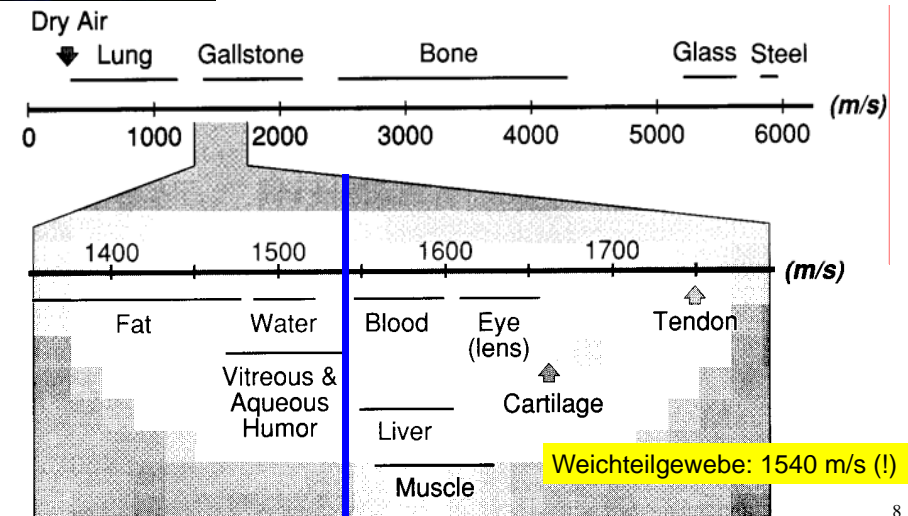 Dry Air
Lung Gallstone Bone Glass Steel
(m/s)
0 1000 2000 3000 4000 5000 6000
1400 1500 1600 1700
(m/s)
Fat Water Blood Eye (lens) Tendon
Vitreous & Aqueous Humor
Cartilage
Liver
Weichteilgewebe: 1540 m/s (!)
Muscle
8